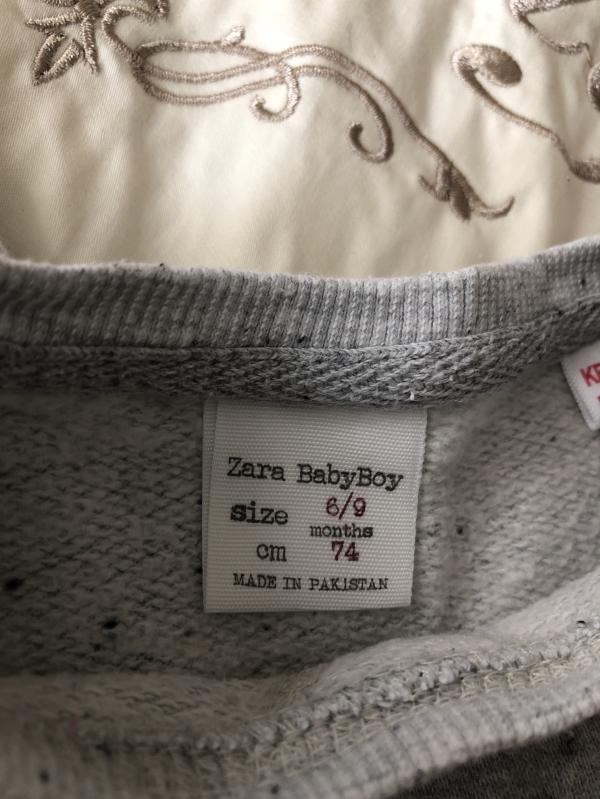 Zara BabyBoy
size 6/9
months
cm 74
MADE IN PAKISTAN